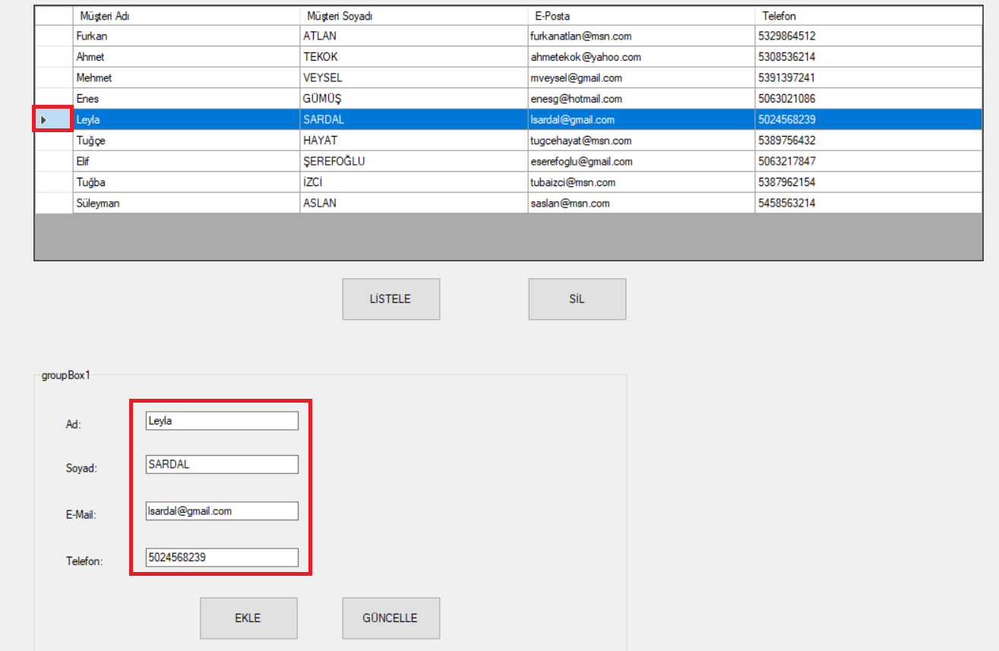 Müşteri Adı Müşteri Soyadı E-Posta Telefon
Furkan ATLAN furkanatlan@msn.com 5329864512
Ahmet TEKOK ahmetekok@yahoo.com 5308536214
Mehmet VEYSEL mveysel@gmail.com 5391397241
Enes GÜMÜŞ enesg@hotmail.com 5063021086
Leyla SARDAL lsardal@gmail.com 5024568239
Tuğçe HAYAT tugcehayat@msn.com 5389756432
Elif ŞEREFOĞLU eserefoglu@gmail.com 5063217847
Tuğba İZCİ tubaizci@msn.com 5387962154
Süleyman ASLAN saslan@msn.com 5458563214
LİSTELE SİL
groupBox1
Ad: Leyla
Soyad: SARDAL
E-Mail: lsardal@gmail.com
Telefon: 5024568239
EKLE GÜNCELLE